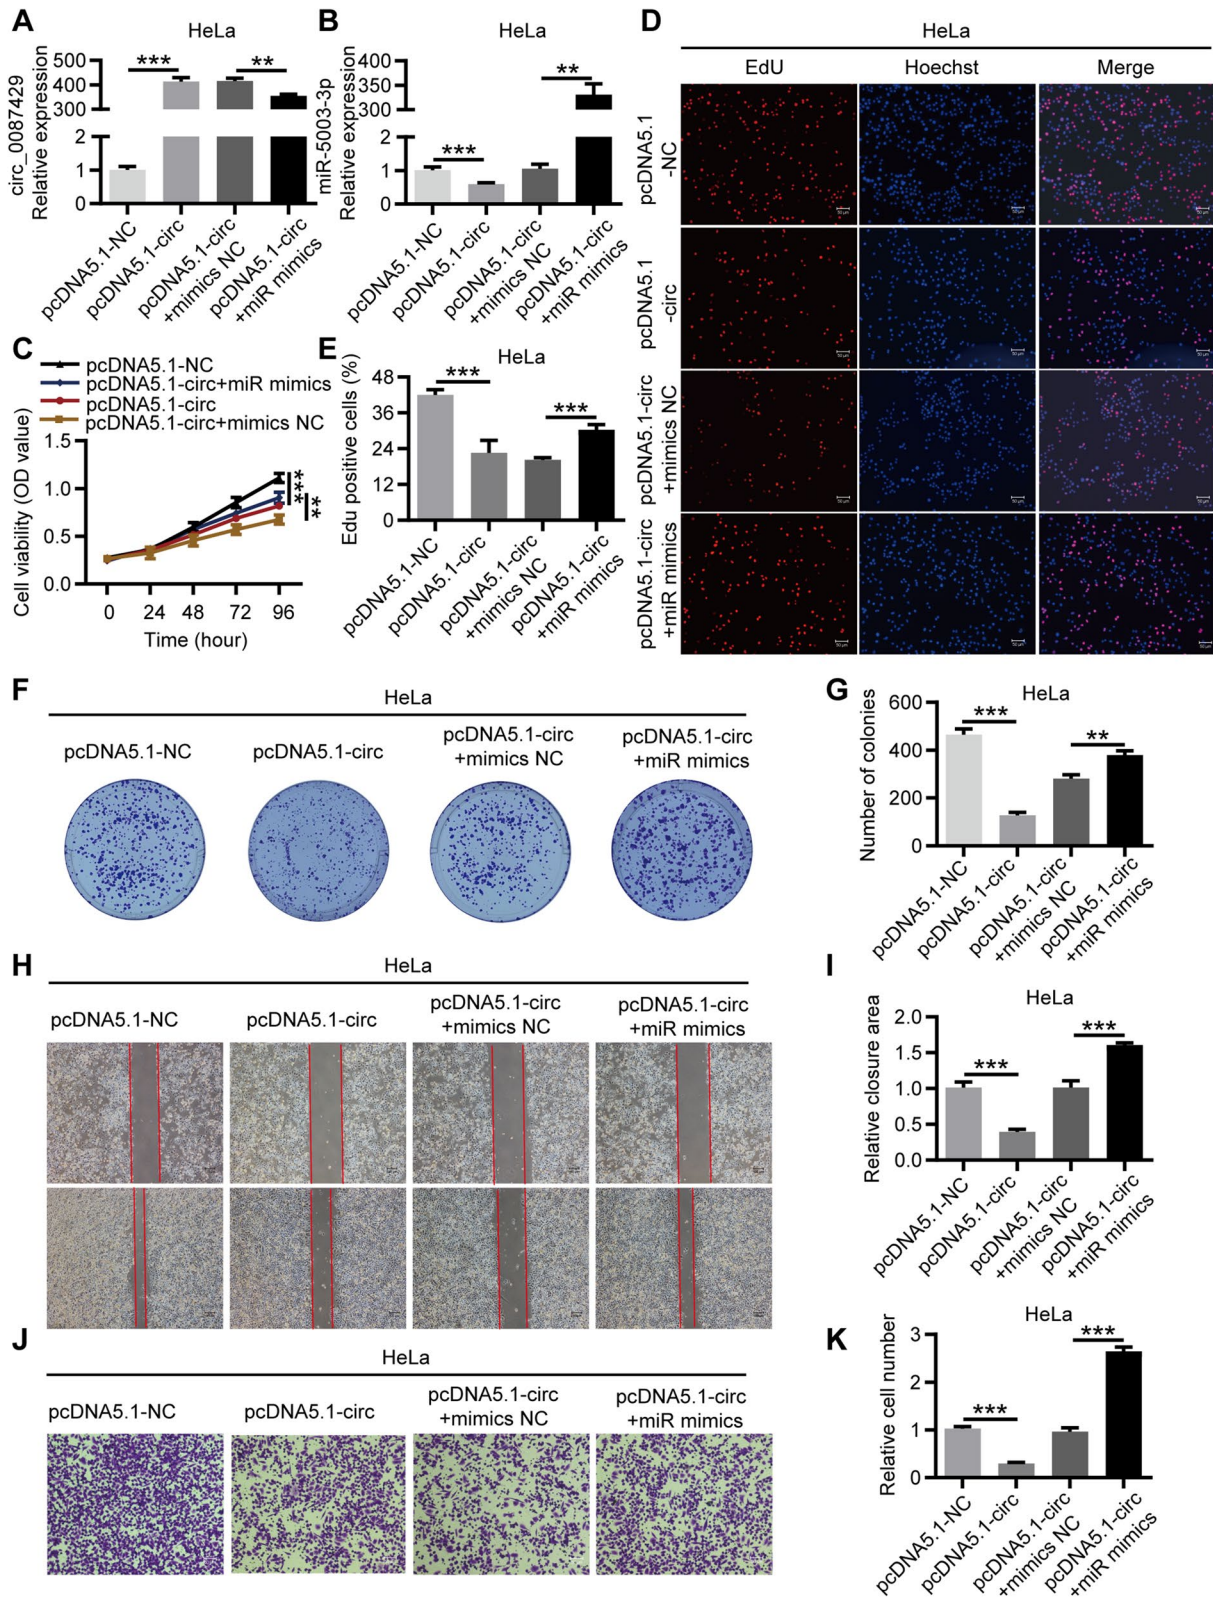 A
HeLa
circ_0087429
Relative expression
500
400
300
2
1
0
***
**
pcDNA5.1-NC
pcDNA5.1-circ
pcDNA5.1-circ
+mimics NC
pcDNA5.1-circ
+miR mimics
B
HeLa
miR-5003-3p
Relative expression
400
350
300
2
1
0
***
**
pcDNA5.1-NC
pcDNA5.1-circ
pcDNA5.1-circ
+mimics NC
pcDNA5.1-circ
+miR mimics
C
pcDNA5.1-NC
pcDNA5.1-circ+miR mimics
pcDNA5.1-circ
pcDNA5.1-circ+mimics NC
Cell viability (OD value)
1.5
1.0
0.5
0.0
***
**
0 24 48 72 96
Time (hour)
D
HeLa
EdU Hoechst Merge
pcDNA5.1
-NC
pcDNA5.1
-circ
pcDNA5.1-circ
+mimics NC
pcDNA5.1-circ
+miR mimics
E
HeLa
Edu positive cells (%)
48
36
24
12
0
***
***
pcDNA5.1-NC
pcDNA5.1-circ
pcDNA5.1-circ
+mimics NC
pcDNA5.1-circ
+miR mimics
F
HeLa
pcDNA5.1-NC
pcDNA5.1-circ
pcDNA5.1-circ
+mimics NC
pcDNA5.1-circ
+miR mimics
G
HeLa
Number of colonies
600
400
200
0
***
**
pcDNA5.1-NC
pcDNA5.1-circ
pcDNA5.1-circ
+mimics NC
pcDNA5.1-circ
+miR mimics
H
HeLa
pcDNA5.1-NC
pcDNA5.1-circ
pcDNA5.1-circ
+mimics NC
pcDNA5.1-circ
+miR mimics
I
HeLa
Relative closure area
2.0
1.5
1.0
0.5
0.0
***
***
pcDNA5.1-NC
pcDNA5.1-circ
pcDNA5.1-circ
+mimics NC
pcDNA5.1-circ
+miR mimics
J
HeLa
pcDNA5.1-NC
pcDNA5.1-circ
pcDNA5.1-circ
+mimics NC
pcDNA5.1-circ
+miR mimics
K
HeLa
Relative cell number
3
2
1
0
***
***
pcDNA5.1-NC
pcDNA5.1-circ
pcDNA5.1-circ
+mimics NC
pcDNA5.1-circ
+miR mimics